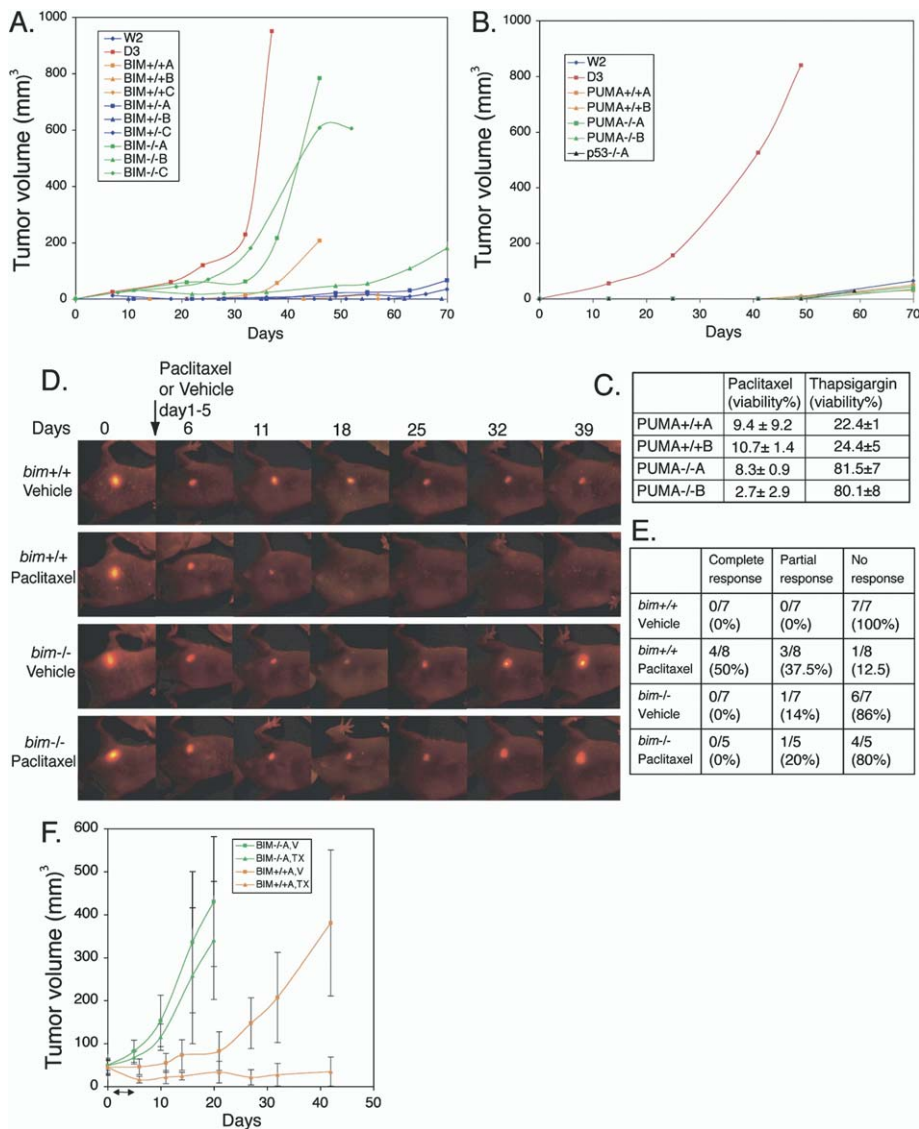 A.
Tumor volume (mm)³
1000
800
600
400
200
0
0 10 20 30 40 50 60 70
Days
W2
D3
BIM+/+A
BIM+/+B
BIM+/+C
BIM+/-A
BIM+/-B
BIM+/-C
BIM-/-A
BIM-/-B
BIM-/-C
B.
Tumor volume (mm)³
1000
800
600
400
200
0
0 10 20 30 40 50 60 70
Days
W2
D3
PUMA+/+A
PUMA+/+B
PUMA-/-A
PUMA-/-B
p53-/-A
D.
Paclitaxel
or Vehicle
day1-5
Days 0 6 11 18 25 32 39
bim+/+
Vehicle
bim+/+
Paclitaxel
bim-/-
Vehicle
bim-/-
Paclitaxel
C.
Paclitaxel (viability%) Thapsigargin (viability%)
PUMA+/+A 9.4 ± 9.2 22.4±1
PUMA+/+B 10.7± 1.4 24.4±5
PUMA-/-A 8.3± 0.9 81.5±7
PUMA-/-B 2.7± 2.9 80.1±8
E.
Complete response Partial response No response
bim+/+ Vehicle 0/7 (0%) 0/7 (0%) 7/7 (100%)
bim+/+ Paclitaxel 4/8 (50%) 3/8 (37.5%) 1/8 (12.5)
bim-/- Vehicle 0/7 (0%) 1/7 (14%) 6/7 (86%)
bim-/- Paclitaxel 0/5 (0%) 1/5 (20%) 4/5 (80%)
F.
Tumor volume (mm)³
600
500
400
300
200
100
0
0 10 20 30 40 50
Days
BIM-/-A,V
BIM-/-A,TX
BIM+/+A,V
BIM+/+A,TX